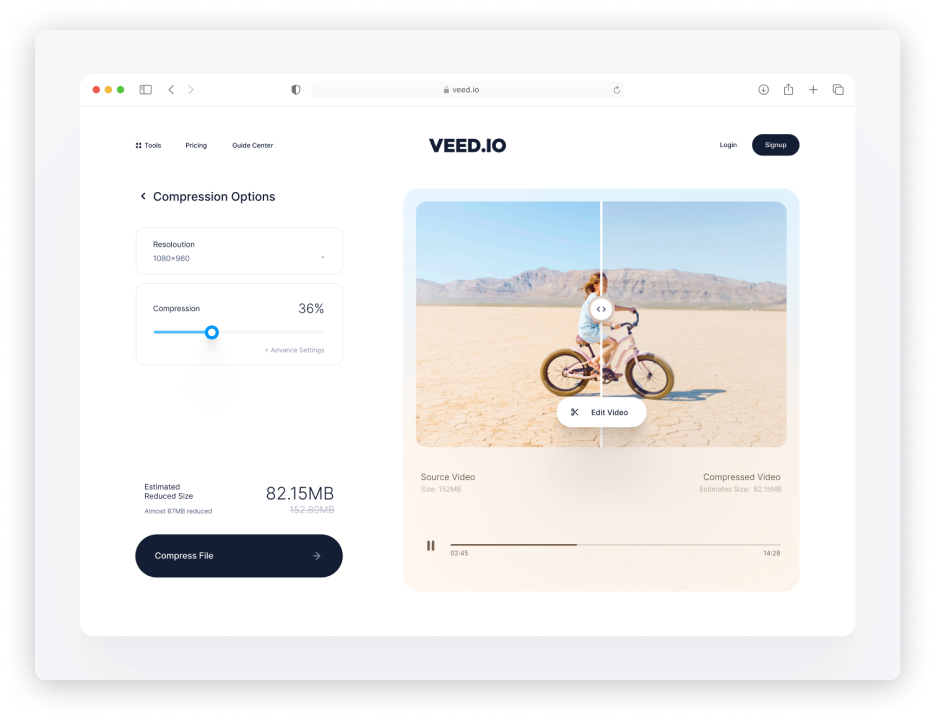 veed.io
Tools Pricing Guide Center VEED.IO Login Signup
Compression Options
Resoloution
1080×960
Compression 36%
+ Advance Settings
Edit Video
Source Video Compressed Video
Size: 152MB Estimates Size: 82.15MB
Estimated
Reduced Size 82.15MB
Almost 87MB reduced 152.89MB
Compress File
02:45 14:28